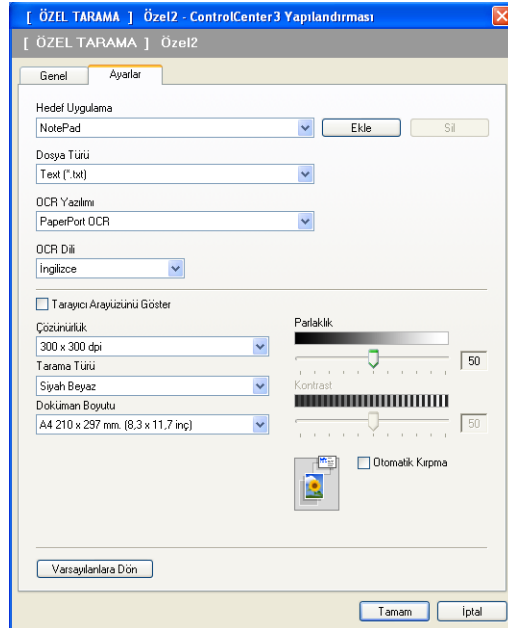 [ ÖZEL TARAMA ] Özel2 - ControlCenter3 Yapılandırması
[ ÖZEL TARAMA ] Özel2
Genel Ayarlar
Hedef Uygulama
NotePad Ekle Sil
Dosya Türü
Text (*.txt)
OCR Yazılımı
PaperPort OCR
OCR Dili
İngilizce
Tarayıcı Arayüzünü Göster
Çözünürlük
300 x 300 dpi
Tarama Türü
Siyah Beyaz
Doküman Boyutu
A4 210 x 297 mm. (8,3 x 11,7 inç)
Parlaklık
50
Kontrast
50
Otomatik Kırpma
Varsayılanlara Dön
Tamam İptal